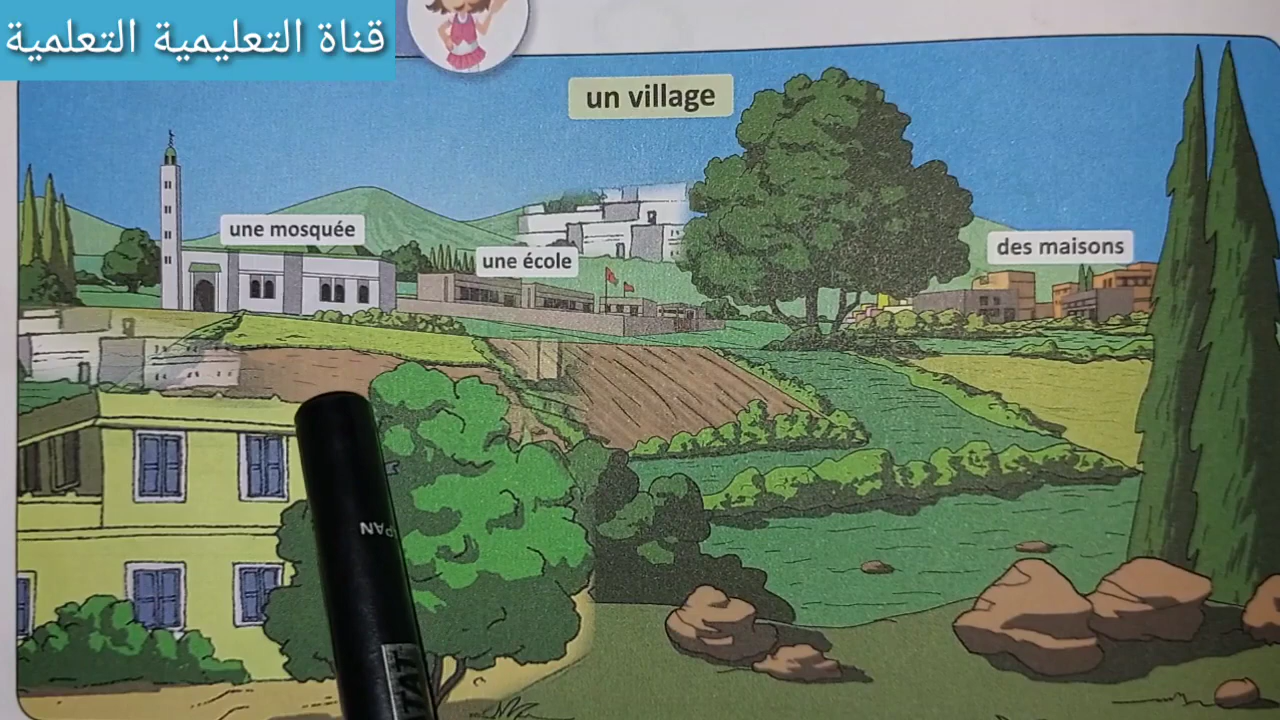 قناة التعليمية التعلمية
un village
une mosquée
une école
des maisons